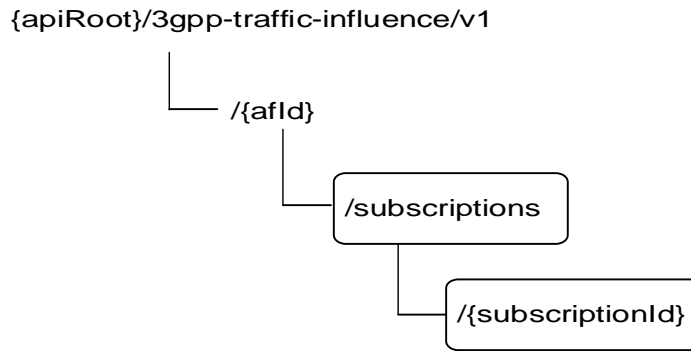 {apiRoot}/3gpp-traffic-influence/v1
/{afId}
/subscriptions
/{subscriptionId}